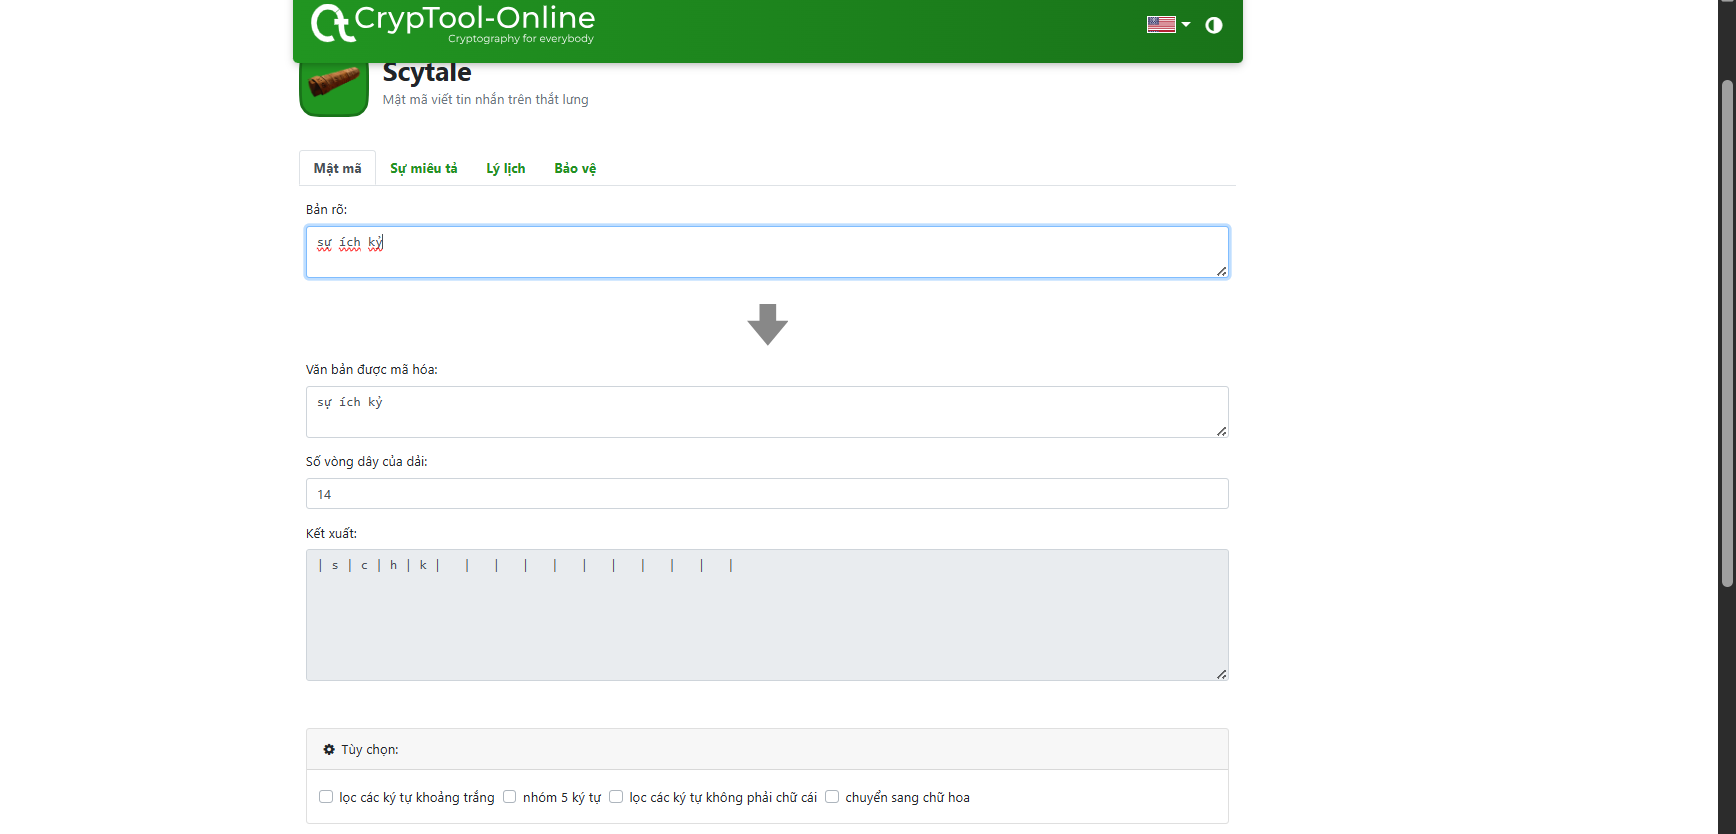 CrypTool-Online
Cryptography for everybody
Scytale
Mật mã viết tin nhắn trên thắt lưng
Mật mã Sự miêu tả Lý lịch Bảo vệ
Bản rõ:
sự ích kỷ
Văn bản được mã hóa:
sự ích kỷ
Số vòng dây của dải:
14
Kết xuất:
| s | c | h | k |   |   |   |   |   |   |   |   |   |   |
Tùy chọn:
lọc các ký tự khoảng trắng nhóm 5 ký tự lọc các ký tự không phải chữ cái chuyển sang chữ hoa